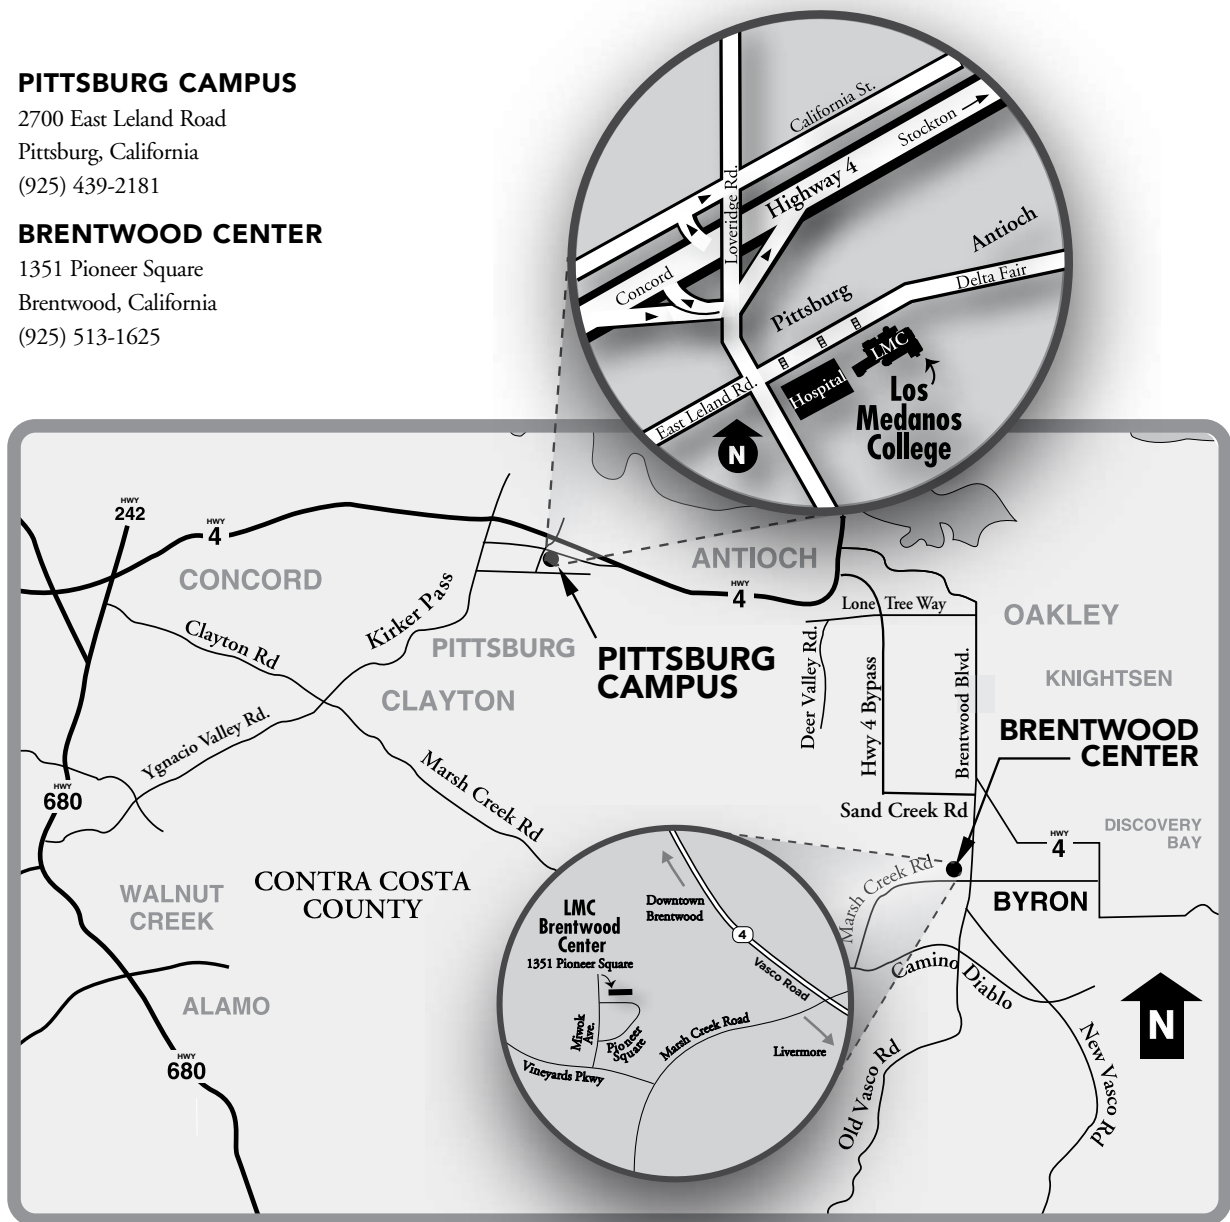 PITTSBURG CAMPUS
2700 East Leland Road
Pittsburg, California
(925) 439-2181
BRENTWOOD CENTER
1351 Pioneer Square
Brentwood, California
(925) 513-1625
California St.
Stockton
Highway 4
Loveridge Rd.
Concord
Antioch
Delta Fair
Pittsburg
LMC
Hospital
East Leland Rd.
Los
Medanos
College
N
HWY
242
HWY
4
CONCORD
ANTIOCH
HWY
4
Kirker Pass
Clayton Rd
PITTSBURG
PITTSBURG
CAMPUS
CLAYTON
Lone Tree Way
OAKLEY
Deer Valley Rd.
Hwy 4 Bypass
Brentwood Blvd.
KNIGHTSEN
BRENTWOOD
CENTER
Ygnacio Valley Rd.
Marsh Creek Rd
HWY
680
Sand Creek Rd
HWY
4
DISCOVERY
BAY
WALNUT
CREEK
CONTRA COSTA
COUNTY
Marsh Creek Rd
BYRON
Downtown
Brentwood
LMC
Brentwood
Center
1351 Pioneer Square
4
Vasco Road
Miwok
Ave.
Pioneer
Square
Marsh Creek Road
Livermore
Vineyards Pkwy
Camino Diablo
ALAMO
HWY
680
Old Vasco Rd
New Vasco Rd
N